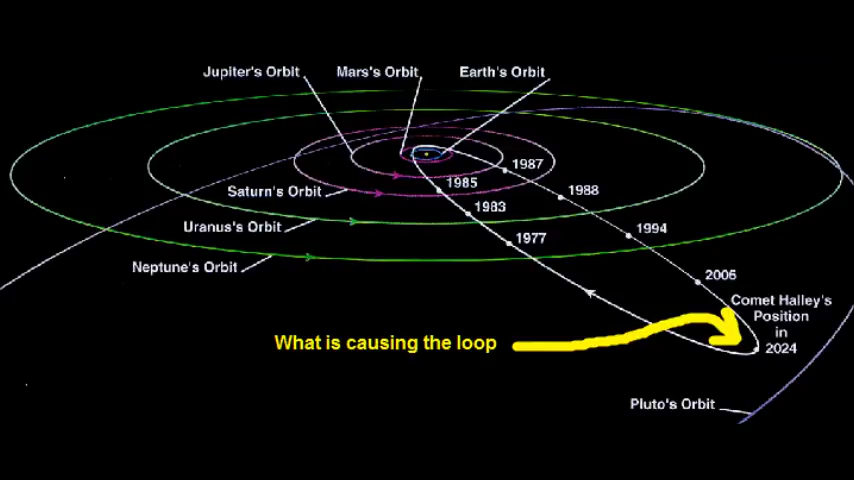 Jupiter's Orbit
Mars's Orbit
Earth's Orbit
1987
1985
1988
Saturn's Orbit
1983
Uranus's Orbit
1994
1977
Neptune's Orbit
2005
Comet Halley's
Position
in
2024
What is causing the loop
Pluto's Orbit